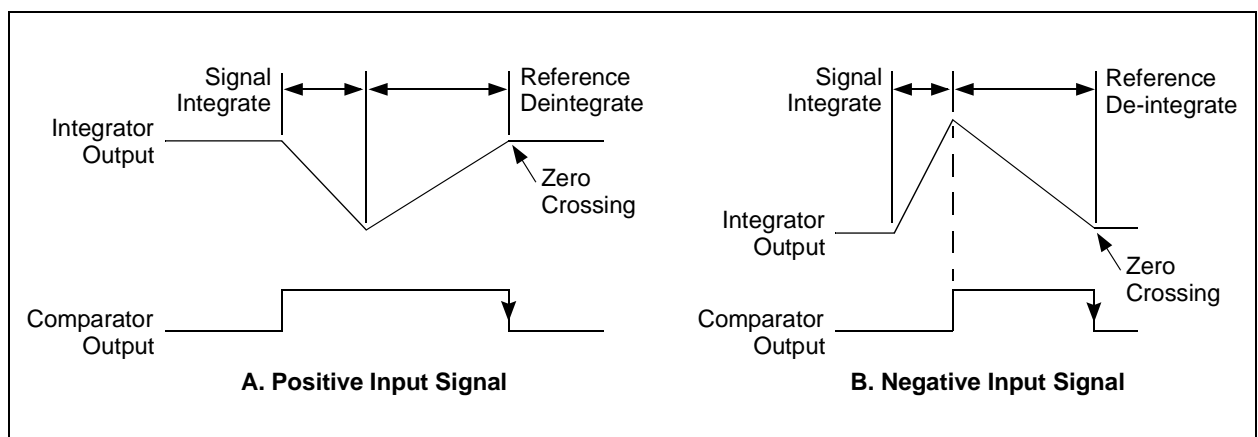 Signal
Integrate
Reference
Deintegrate
Integrator
Output
Zero
Crossing
Comparator
Output
A. Positive Input Signal
Signal
Integrate
Reference
De-integrate
Integrator
Output
Zero
Crossing
Comparator
Output
B. Negative Input Signal